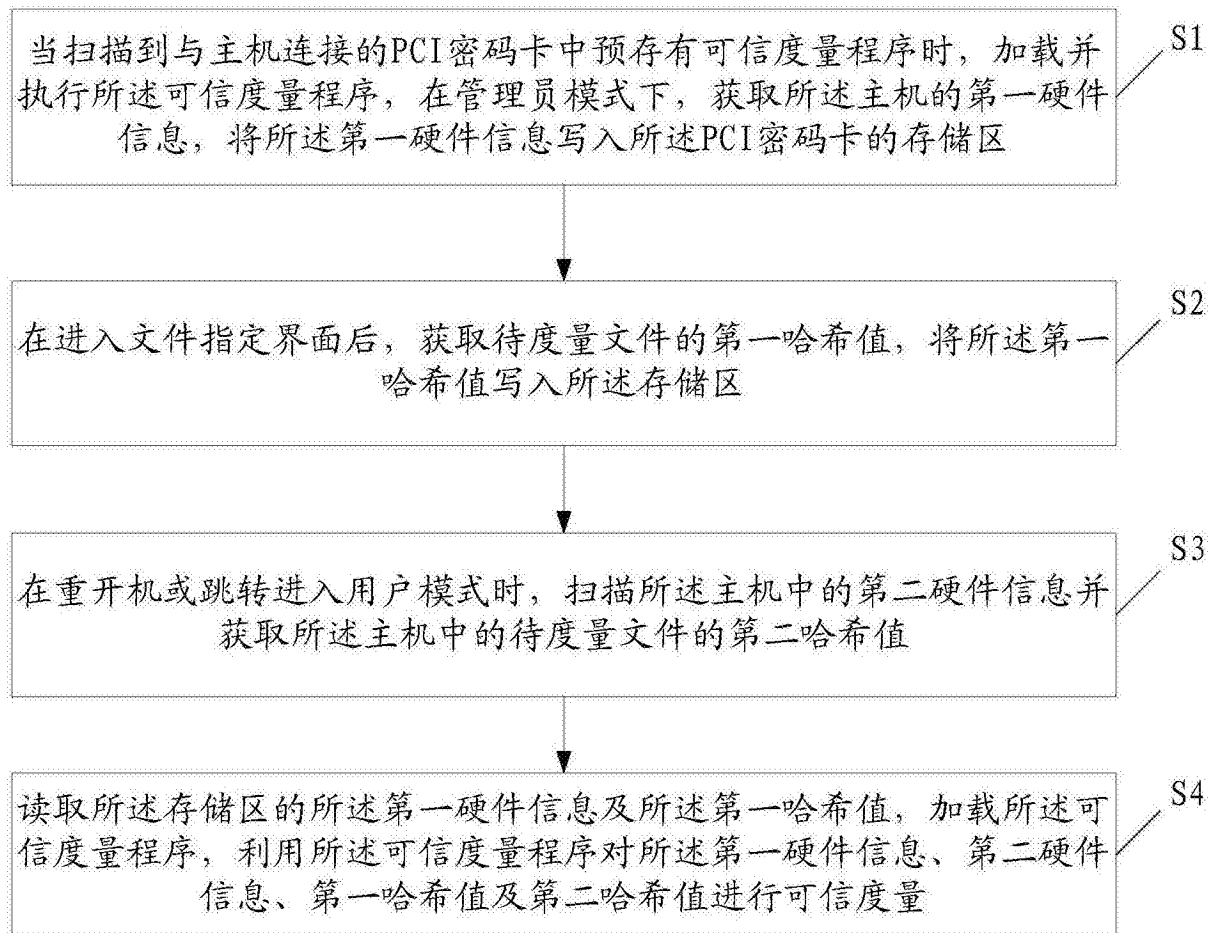 当扫描到与主机连接的PCI密码卡中预存有可信度量程序时，加载并
执行所述可信度量程序，在管理员模式下，获取所述主机的第一硬件
信息，将所述第一硬件信息写入所述PCI密码卡的存储区
S1
在进入文件指定界面后，获取待度量文件的第一哈希值，将所述第一
哈希值写入所述存储区
S2
在重开机或跳转进入用户模式时，扫描所述主机中的第二硬件信息并
获取所述主机中的待度量文件的第二哈希值
S3
读取所述存储区的所述第一硬件信息及所述第一哈希值，加载所述可
信度量程序，利用所述可信度量程序对所述第一硬件信息、第二硬件
信息、第一哈希值及第二哈希值进行可信度量
S4